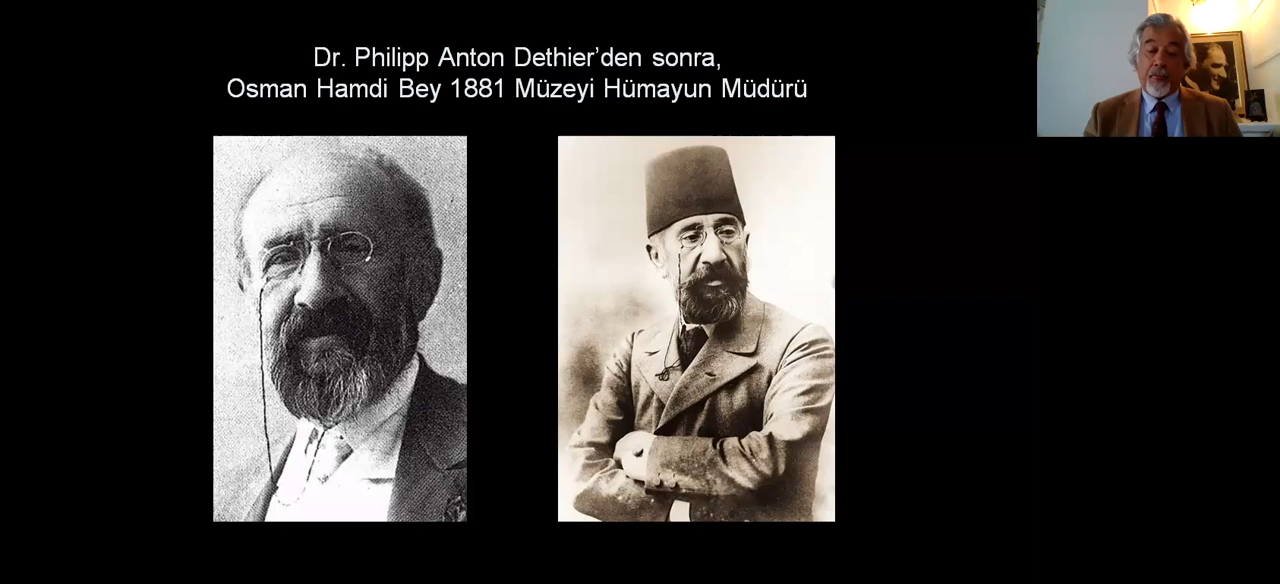 Dr. Philipp Anton Dethier’den sonra,
Osman Hamdi Bey 1881 Müzeyi Hümayun Müdürü